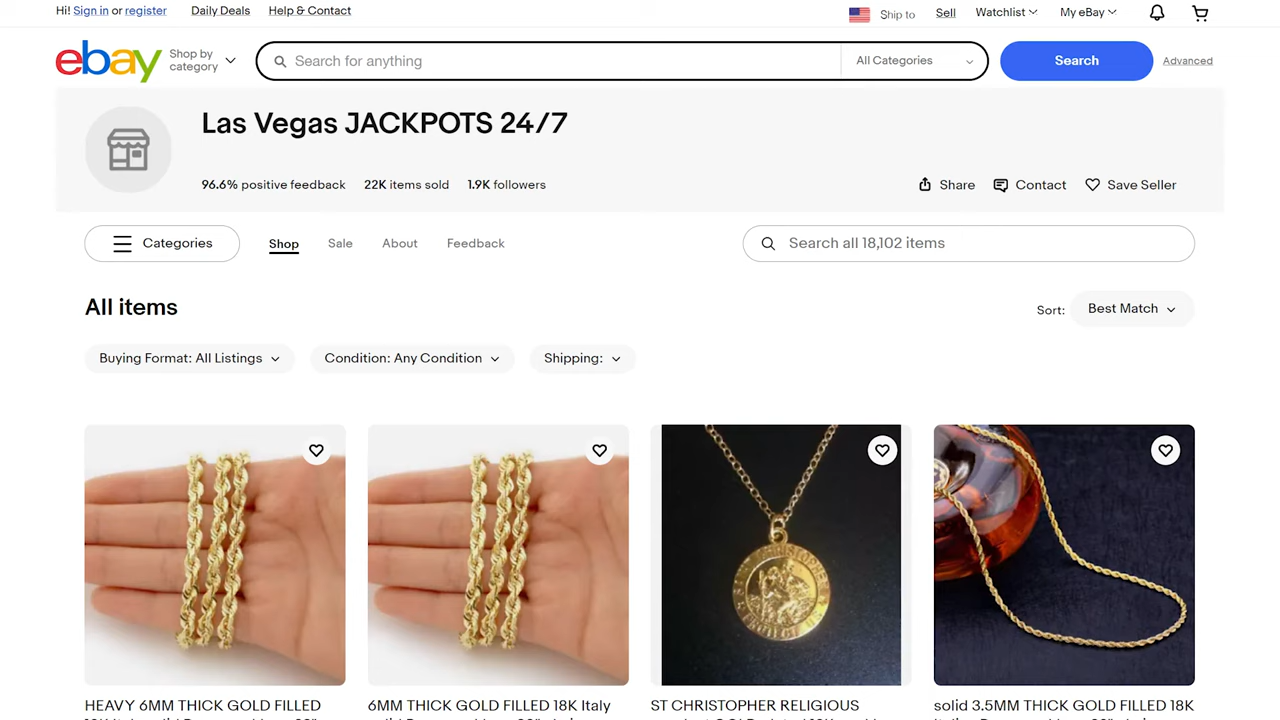 Hi! Sign in or register Daily Deals Help & Contact Ship to Sell Watchlist My eBay
ebay Shop by category Search for anything All Categories Search Advanced
Las Vegas JACKPOTS 24/7
96.6% positive feedback 22K items sold 1.9K followers Share Contact Save Seller
Categories Shop Sale About Feedback Search all 18,102 items
All items Sort: Best Match
Buying Format: All Listings Condition: Any Condition Shipping:
HEAVY 6MM THICK GOLD FILLED 6MM THICK GOLD FILLED 18K Italy ST CHRISTOPHER RELIGIOUS solid 3.5MM THICK GOLD FILLED 18K